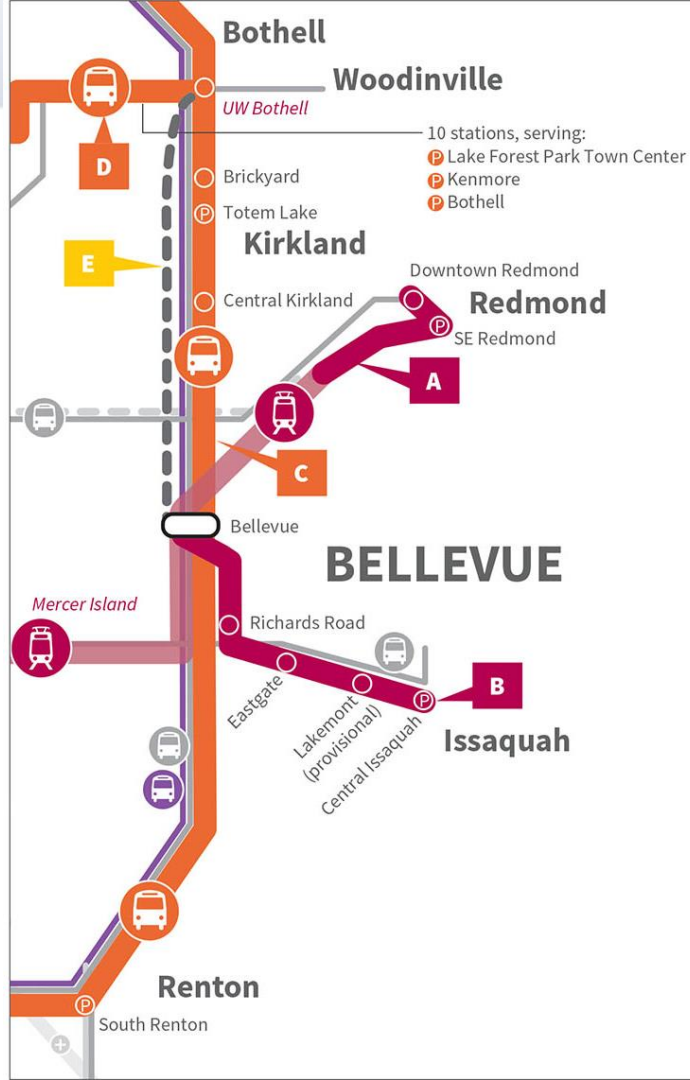 Bothell
Woodinville
UW Bothell
10 stations, serving:
P Lake Forest Park Town Center
P Kenmore
P Bothell
D
Brickyard
P Totem Lake
Kirkland
E
Downtown Redmond
Redmond
Central Kirkland
P SE Redmond
A
C
Bellevue
BELLEVUE
Mercer Island
Richards Road
Eastgate
Lakemont
(provisional)
P Central Issaquah
B
Issaquah
Renton
P South Renton